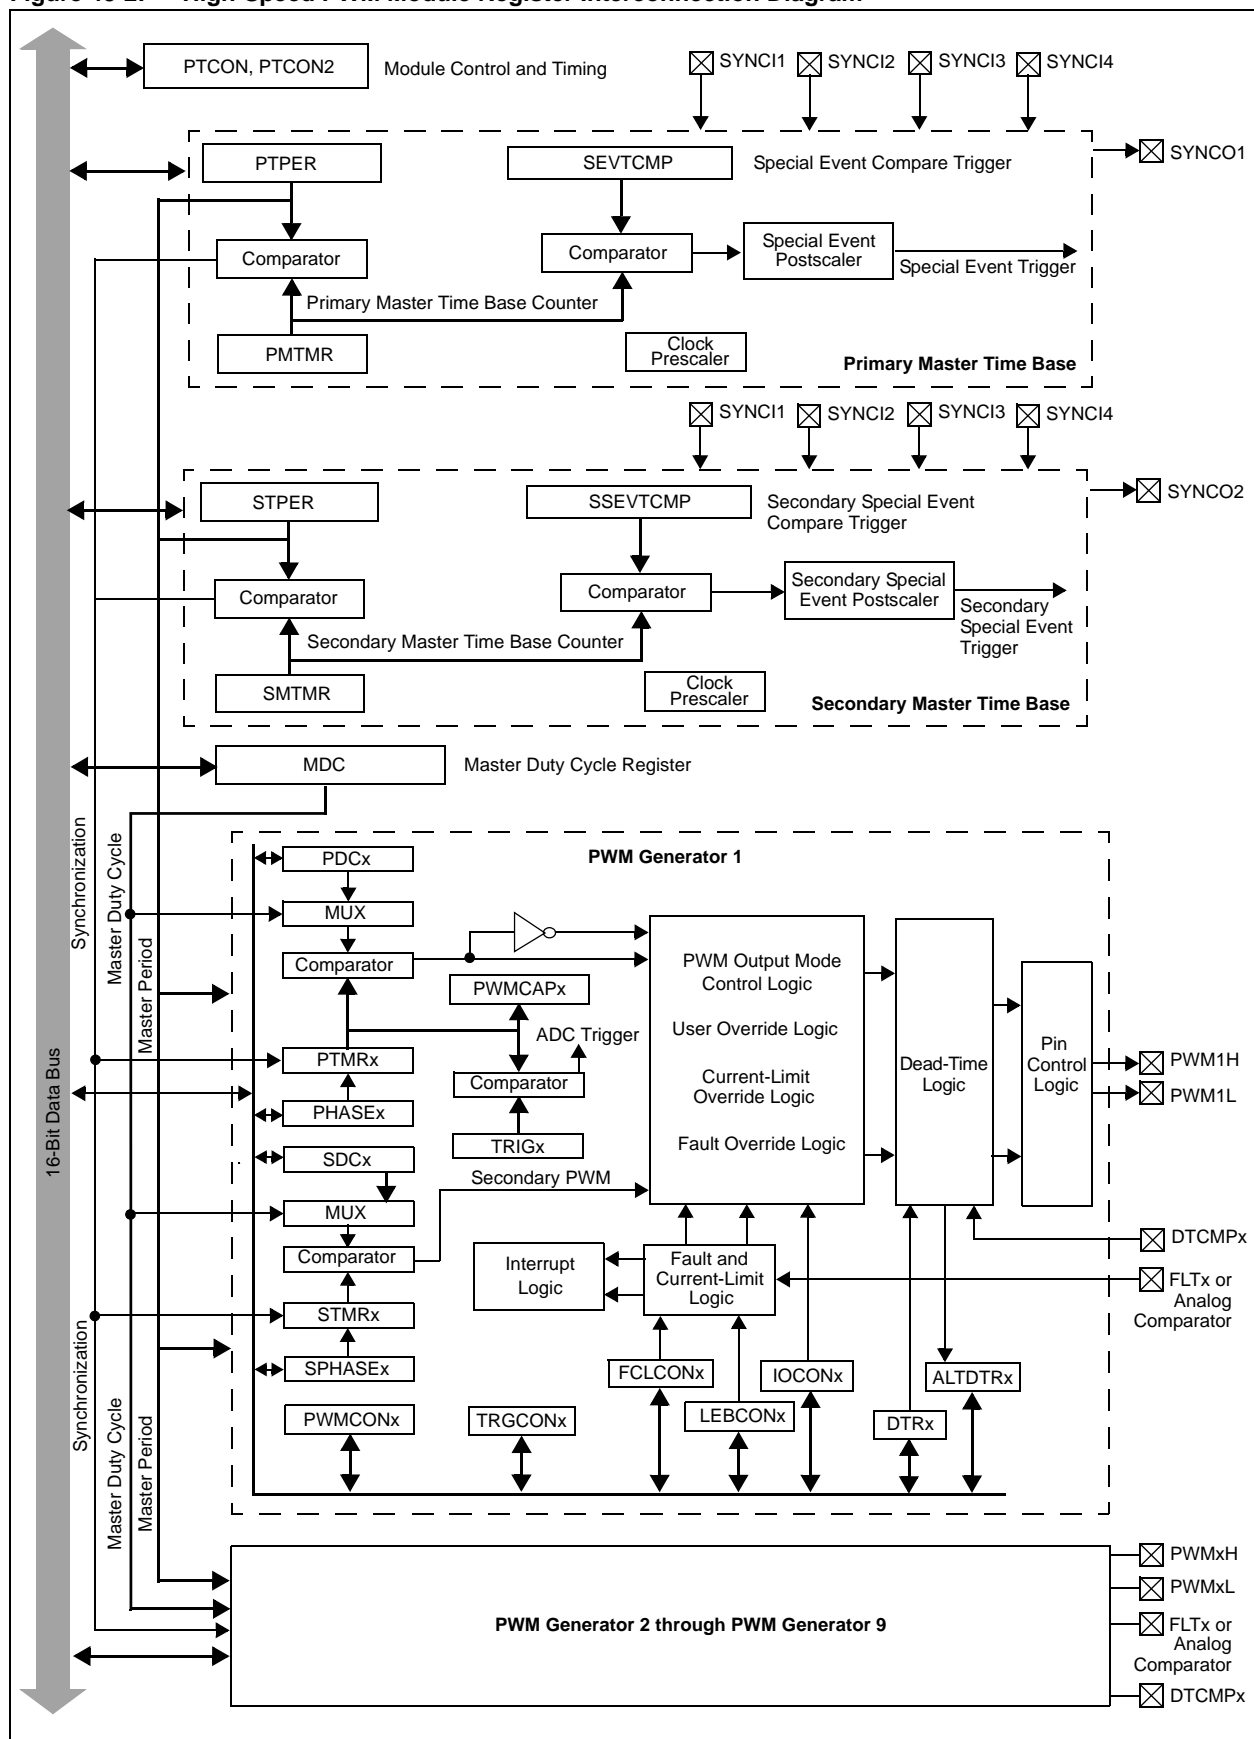 PTCON, PTCON2
Module Control and Timing
SYNCI1
SYNCI2
SYNCI3
SYNCI4
PTPER
SEVTCMP
Special Event Compare Trigger
SYNCO1
Comparator
Comparator
Special Event
Postscaler
Special Event Trigger
Primary Master Time Base Counter
PMTMR
Clock
Prescaler
Primary Master Time Base
SYNCI1
SYNCI2
SYNCI3
SYNCI4
STPER
SSEVTCMP
Secondary Special Event
Compare Trigger
SYNCO2
Comparator
Comparator
Secondary Special
Event Postscaler
Secondary
Special Event
Trigger
Secondary Master Time Base Counter
SMTMR
Clock
Prescaler
Secondary Master Time Base
MDC
Master Duty Cycle Register
16-Bit Data Bus
Synchronization
Master Duty Cycle
Master Period
PWM Generator 1
PDCx
MUX
Comparator
PWMCAPx
ADC Trigger
PTMRx
Comparator
PHASEx
TRIGx
SDCx
Secondary PWM
MUX
Comparator
STMRx
SPHASEx
PWM Output Mode
Control Logic
User Override Logic
Current-Limit
Override Logic
Fault Override Logic
Dead-Time
Logic
Pin
Control
Logic
PWM1H
PWM1L
Interrupt
Logic
Fault and
Current-Limit
Logic
DTCMPx
FLTx or
Analog
Comparator
FCLCONx
IOCONx
ALTDTRx
PWMCONx
TRGCONx
LEBCONx
DTRx
Synchronization
Master Duty Cycle
Master Period
PWM Generator 2 through PWM Generator 9
PWMxH
PWMxL
FLTx or
Analog
Comparator
DTCMPx